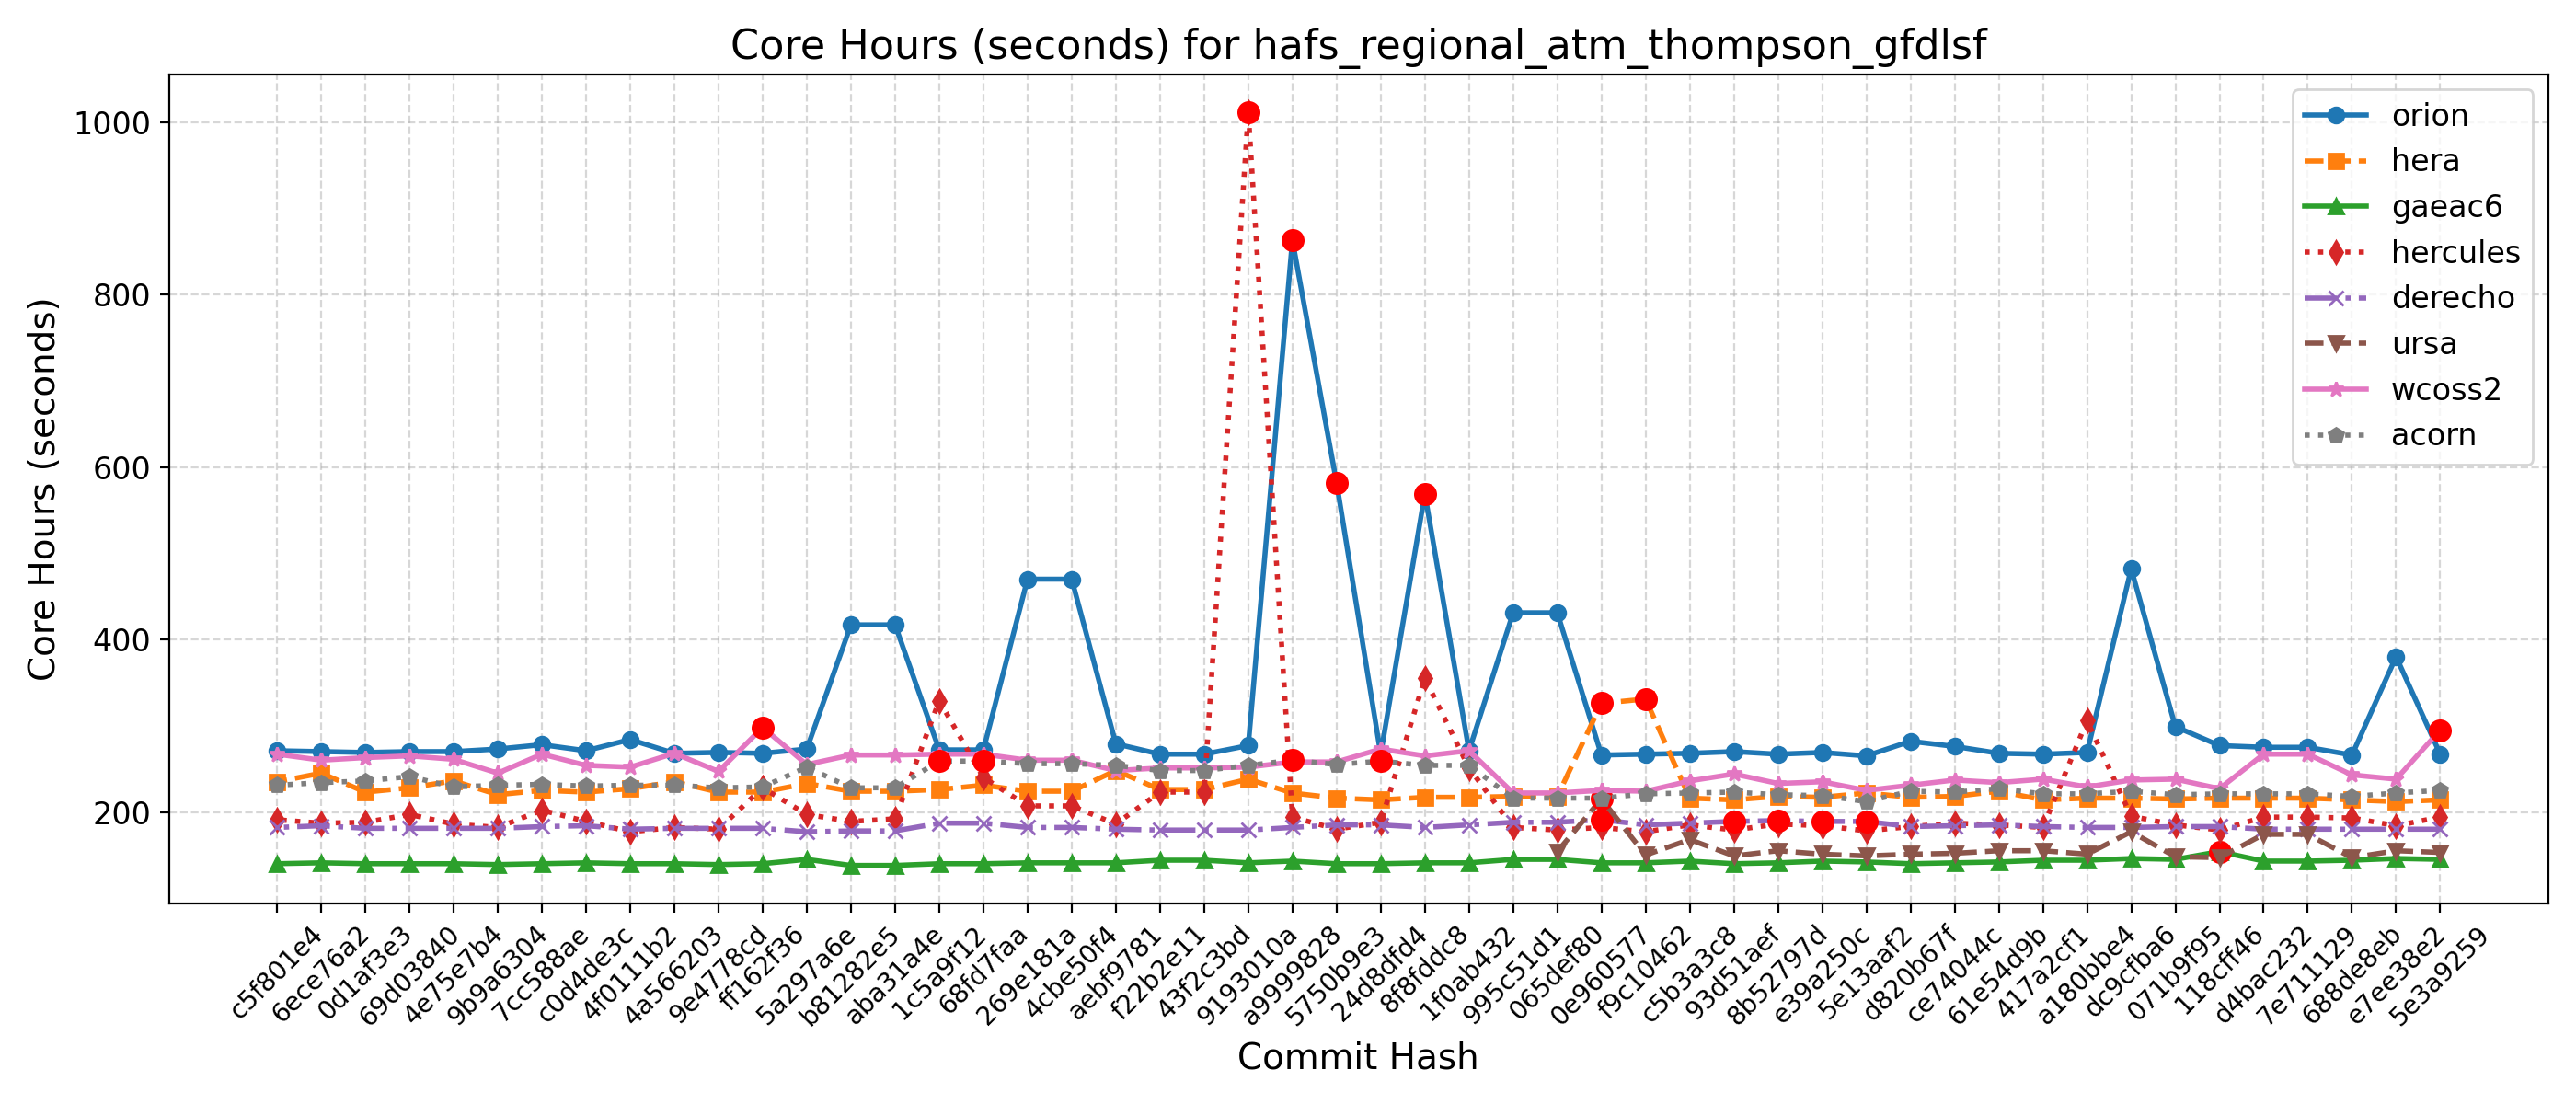 Core Hours (seconds) for hafs_regional_atm_thompson_gfdlsf
Core Hours (seconds)
1000
800
600
400
200
orion
hera
gaeac6
hercules
derecho
ursa
wcoss2
acorn
c5f801e4
6ece76a2
0d1af3e3
69d03840
4e75e7b4
9b9a6304
7cc588ae
c0d4de3c
4f0111b2
4a566203
9e4778cd
ff162f36
5a297a6e
b81282e5
aba31a4e
1c5a9f12
68fd7faa
269e181a
4cbe50f4
aebf9781
f22b2e11
43f2c3bd
9193010a
a9999828
5750b9e3
24d8dfd4
8f8fddc8
1f0ab432
995c51d1
065def80
0e960577
f9c10462
c5b3a3c8
93d51aef
8b52797d
e39a250c
5e13aaf2
d820b67f
ce74044c
61e54d9b
417a2cf1
a180bbe4
dc9cfba6
071b9f95
118cff46
d4bac232
7e711129
688de8eb
e7ee38e2
5e3a9259
Commit Hash